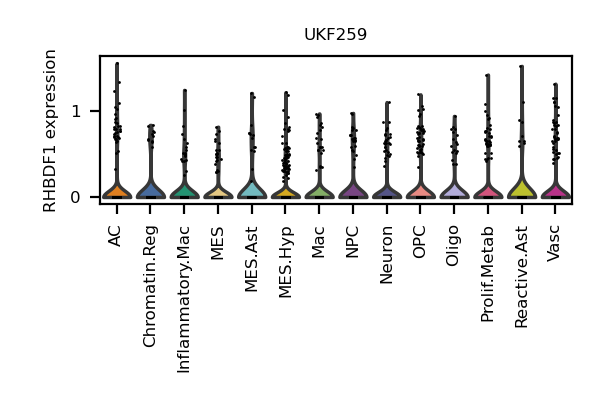 UKF259
RHBDF1 expression
1
0
AC
Chromatin.Reg
Inflammatory.Mac
MES
MES.Ast
MES.Hyp
Mac
NPC
Neuron
OPC
Oligo
Prolif.Metab
Reactive.Ast
Vasc